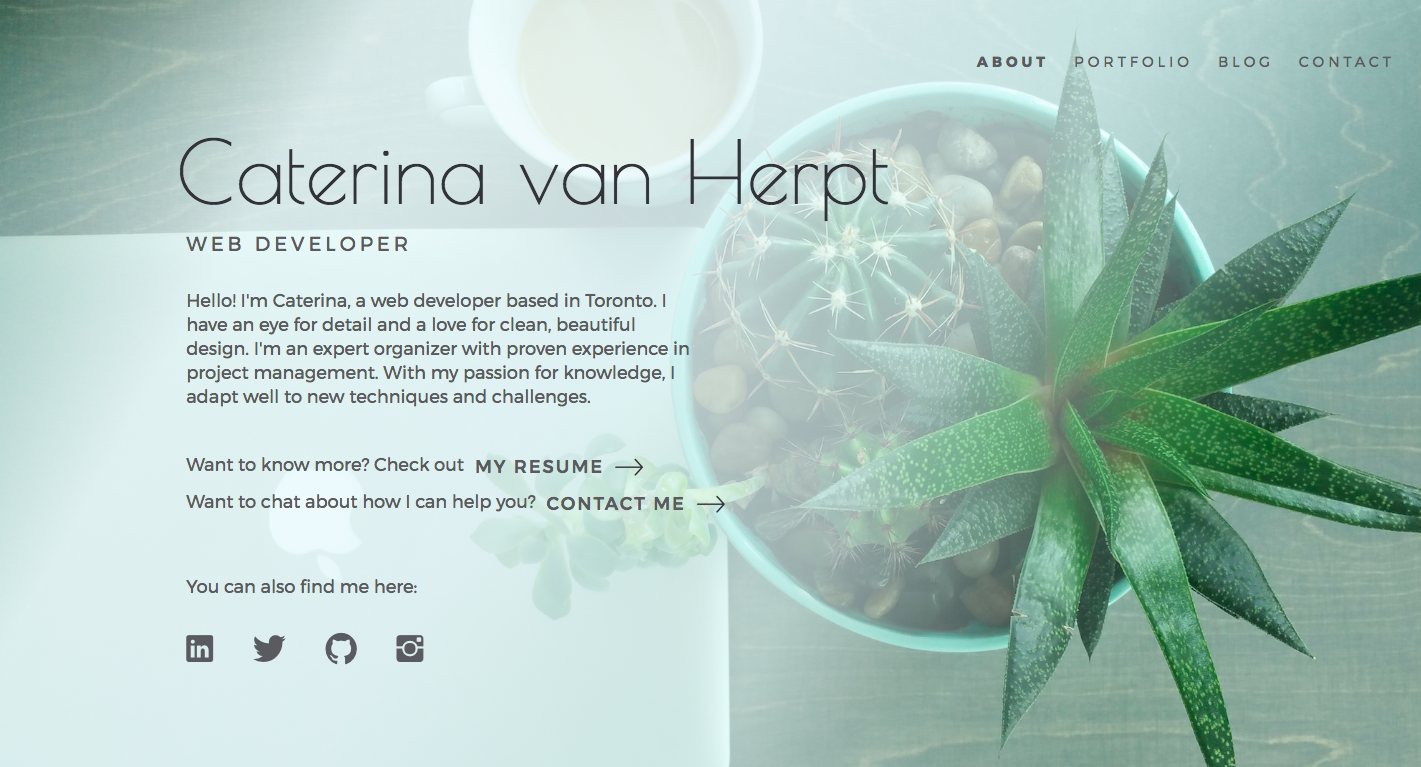 ABOUT PORTFOLIO BLOG CONTACT
Caterina van Herpt
WEB DEVELOPER
Hello! I'm Caterina, a web developer based in Toronto. I
have an eye for detail and a love for clean, beautiful
design. I'm an expert organizer with proven experience in
project management. With my passion for knowledge, I
adapt well to new techniques and challenges.
Want to know more? Check out MY RESUME
Want to chat about how I can help you? CONTACT ME
You can also find me here:
in